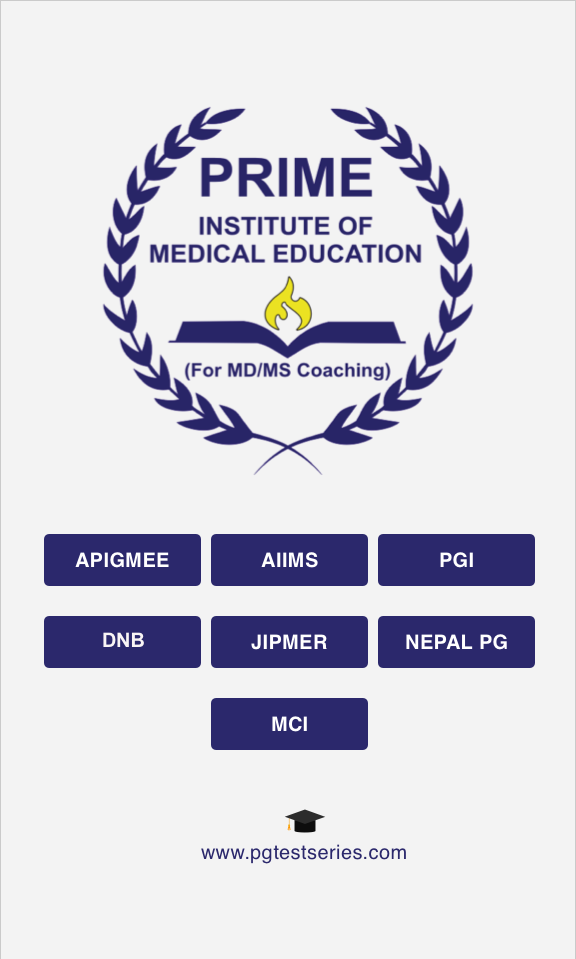 PRIME
INSTITUTE OF
MEDICAL EDUCATION
(For MD/MS Coaching)
APIGMEE AIIMS PGI
DNB JIPMER NEPAL PG
MCI
www.pgtestseries.com